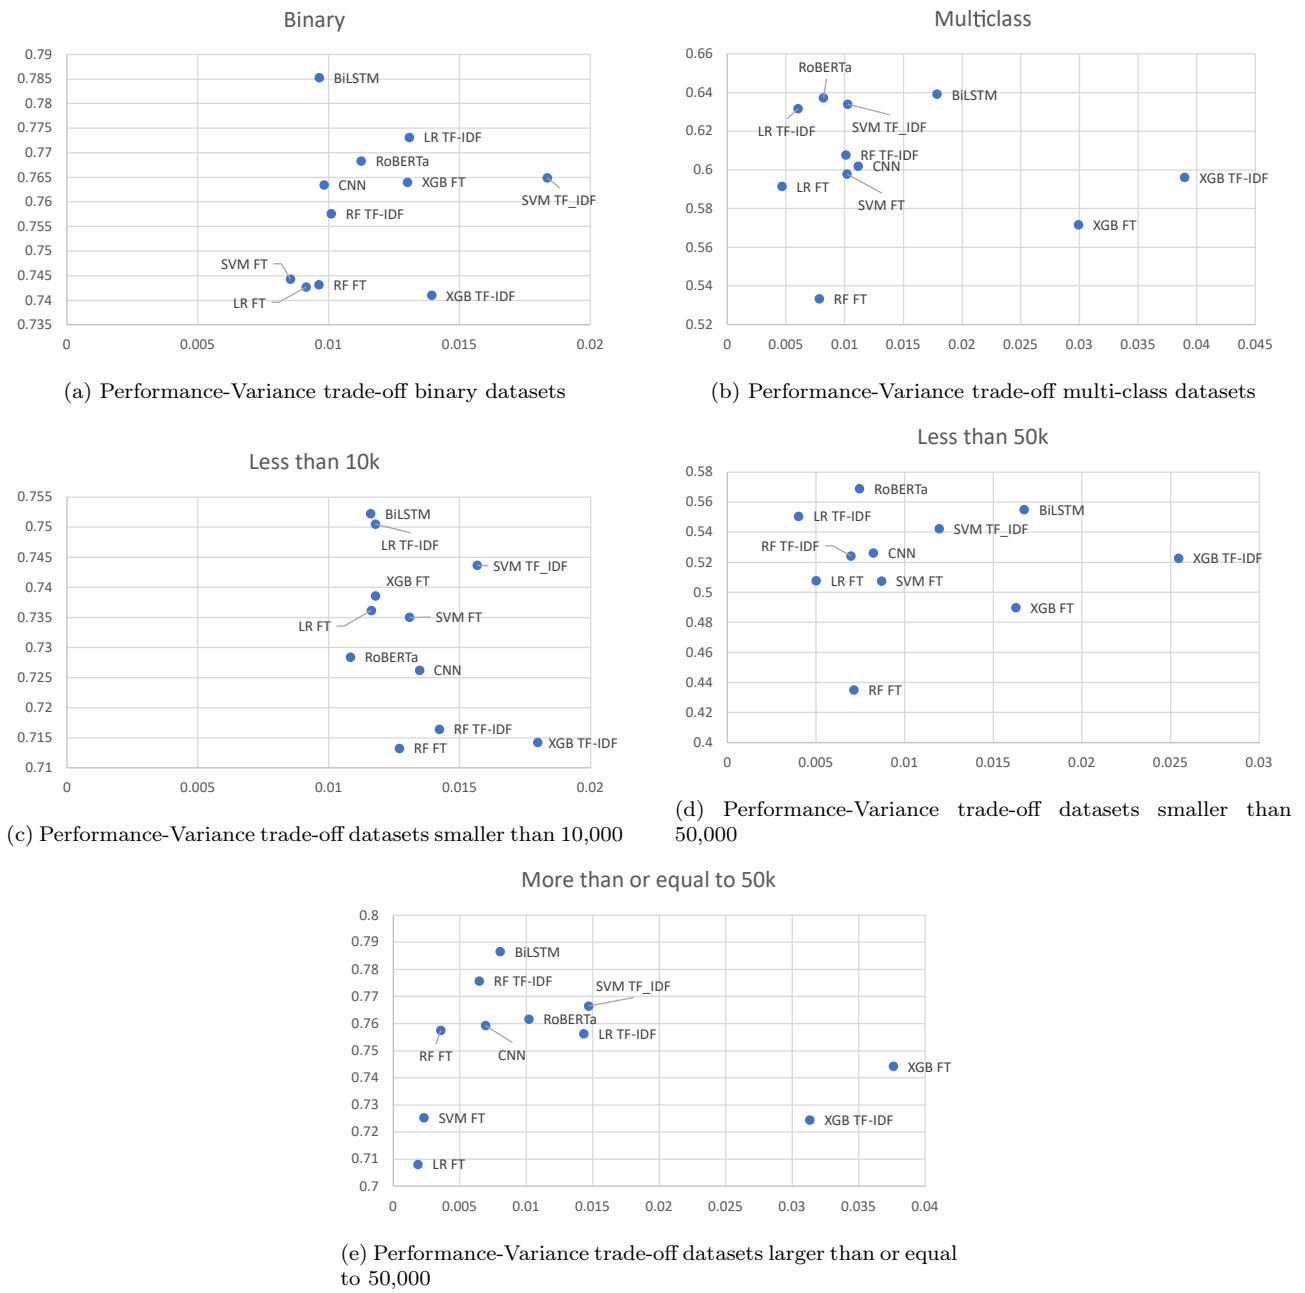 Binary
0.79
0.785
0.78
0.775
0.77
0.765
0.76
0.755
0.75
0.745
0.74
0.735
BiLSTM
LR TF-IDF
RoBERTa
CNN
XGB FT
SVM TF_IDF
RF TF-IDF
SVM FT
LR FT
RF FT
XGB TF-IDF
0
0.005
0.01
0.015
0.02
(a) Performance-Variance trade-off binary datasets
Multiclass
0.66
0.64
0.62
0.6
0.58
0.56
0.54
0.52
RoBERTa
BiLSTM
LR TF-IDF
SVM TF_IDF
RF TF-IDF
CNN
LR FT
SVM FT
XGB TF-IDF
XGB FT
RF FT
0
0.005
0.01
0.015
0.02
0.025
0.03
0.035
0.04
0.045
(b) Performance-Variance trade-off multi-class datasets
Less than 10k
0.755
0.75
0.745
0.74
0.735
0.73
0.725
0.72
0.715
0.71
BiLSTM
LR TF-IDF
SVM TF_IDF
XGB FT
LR FT
SVM FT
RoBERTa
CNN
RF TF-IDF
RF FT
XGB TF-IDF
0
0.005
0.01
0.015
0.02
(c) Performance-Variance trade-off datasets smaller than 10,000
Less than 50k
0.58
0.56
0.54
0.52
0.5
0.48
0.46
0.44
0.42
0.4
RoBERTa
LR TF-IDF
BiLSTM
SVM TF_IDF
RF TF-IDF
CNN
XGB TF-IDF
LR FT
SVM FT
XGB FT
RF FT
0
0.005
0.01
0.015
0.02
0.025
0.03
(d) Performance-Variance trade-off datasets smaller than
50,000
More than or equal to 50k
0.8
0.79
0.78
0.77
0.76
0.75
0.74
0.73
0.72
0.71
0.7
BiLSTM
RF TF-IDF
SVM TF_IDF
RoBERTa
LR TF-IDF
RF FT
CNN
XGB FT
SVM FT
XGB TF-IDF
LR FT
0
0.005
0.01
0.015
0.02
0.025
0.03
0.035
0.04
(e) Performance-Variance trade-off datasets larger than or equal
to 50,000